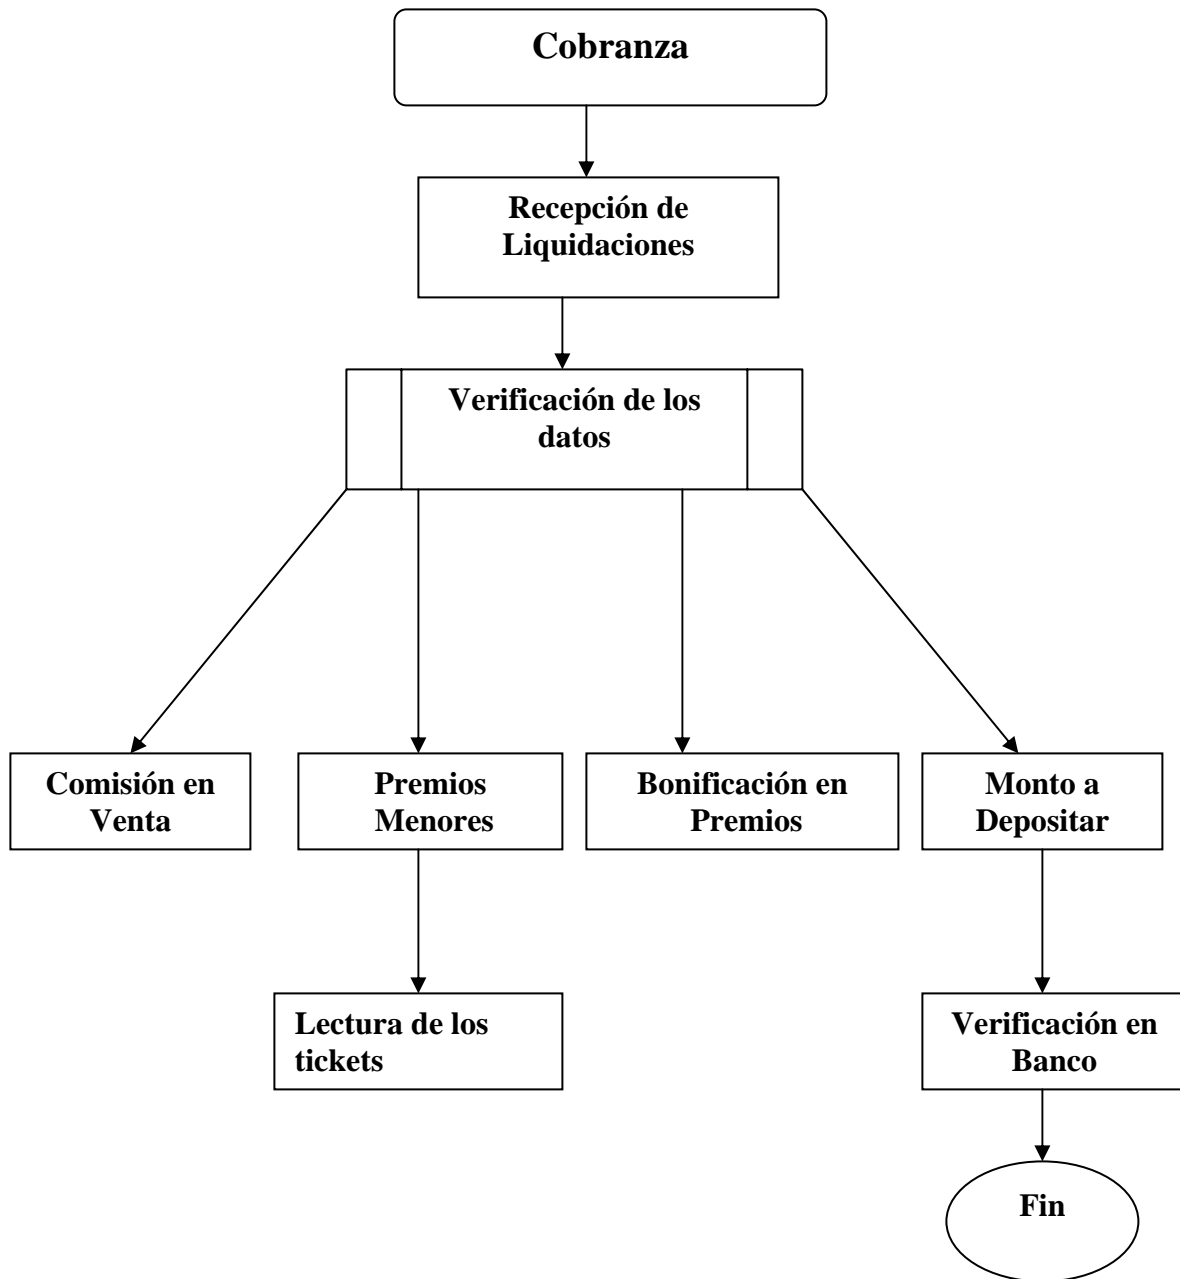 Cobranza
Recepción de
Liquidaciones
Verificación de los
datos
Comisión en
Venta
Premios
Menores
Bonificación en
Premios
Monto a
Depositar
Lectura de los
tickets
Verificación en
Banco
Fin